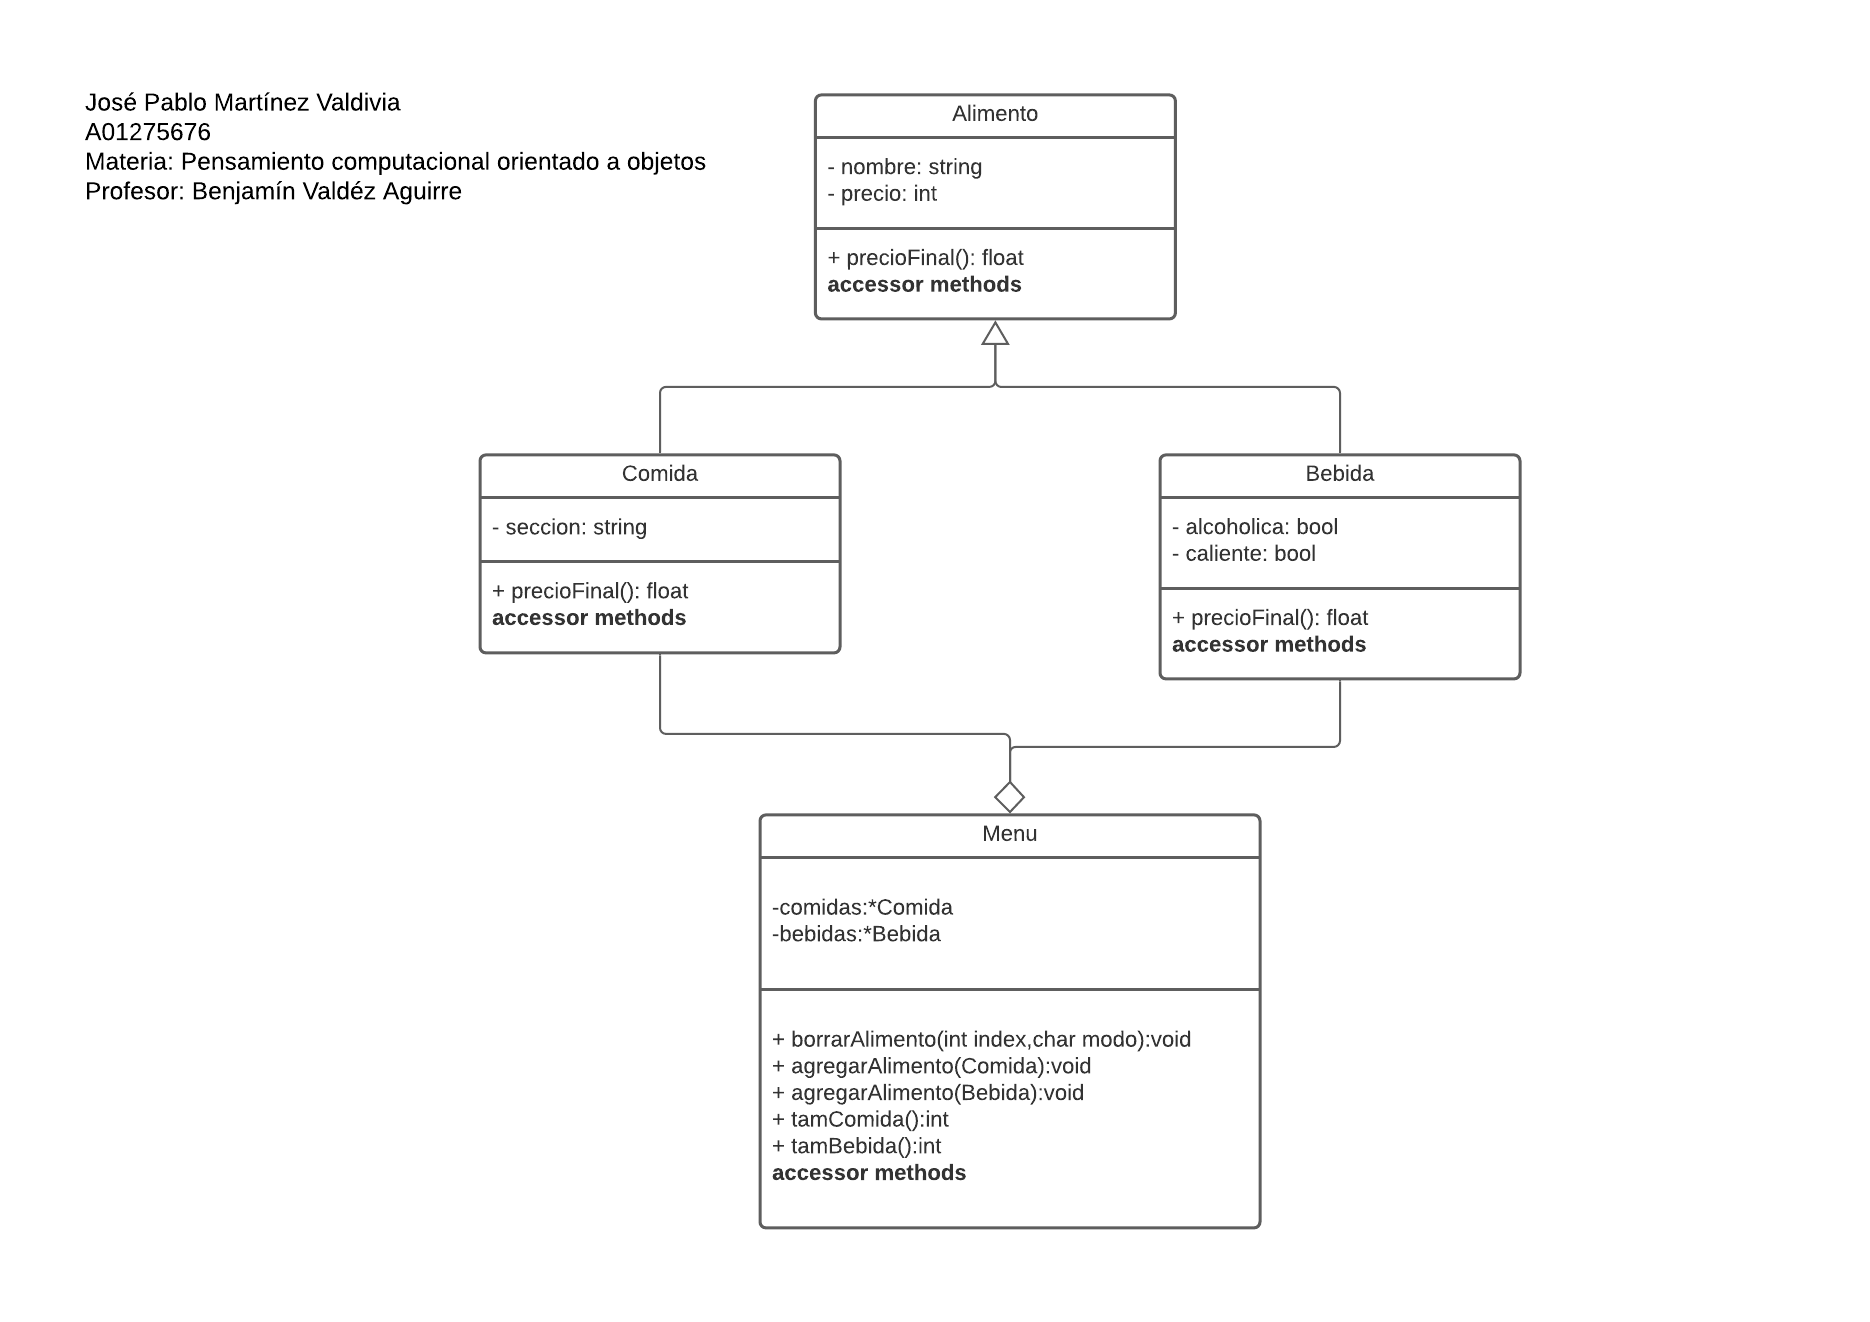 José Pablo Martínez Valdivia
A01275676
Materia: Pensamiento computacional orientado a objetos
Profesor: Benjamín Valdéz Aguirre
Alimento
- nombre: string
- precio: int
+ precioFinal(): float
accessor methods
Comida
- seccion: string
+ precioFinal(): float
accessor methods
Bebida
- alcoholica: bool
- caliente: bool
+ precioFinal(): float
accessor methods
Menu
-comidas:*Comida
-bebidas:*Bebida
+ borrarAlimento(int index,char modo):void
+ agregarAlimento(Comida):void
+ agregarAlimento(Bebida):void
+ tamComida():int
+ tamBebida():int
accessor methods